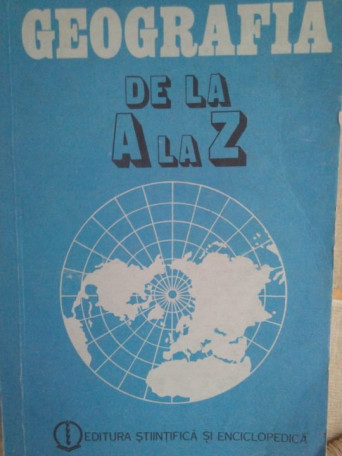 GEOGRAFIA
DE LA
A LA Z
EDITURA ȘTIINȚIFICĂ ȘI ENCICLOPEDICĂ